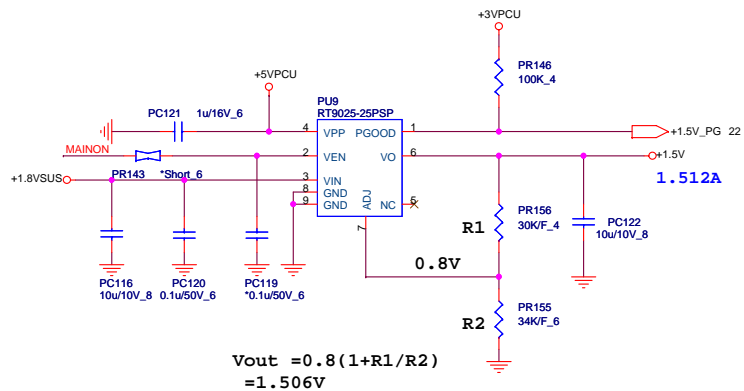 +3VPCU
PR146
100K_4
+5VPCU
PC121
1u/16V_6
PU9
RT9025-25PSP
4
VPP
PGOOD
1
+1.5V_PG 22
MAINON
2
VEN
VO
6
+1.5V
PR143
*Short_6
1.512A
+1.8VSUS
3
VIN
8
GND
9
GND
ADJ
NC
5
7
R1
PR156
30K/F_4
PC122
10u/10V_8
0.8V
PC116
10u/10V_8
PC120
0.1u/50V_6
PC119
*0.1u/50V_6
R2
PR155
34K/F_6
Vout =0.8(1+R1/R2)
=1.506V